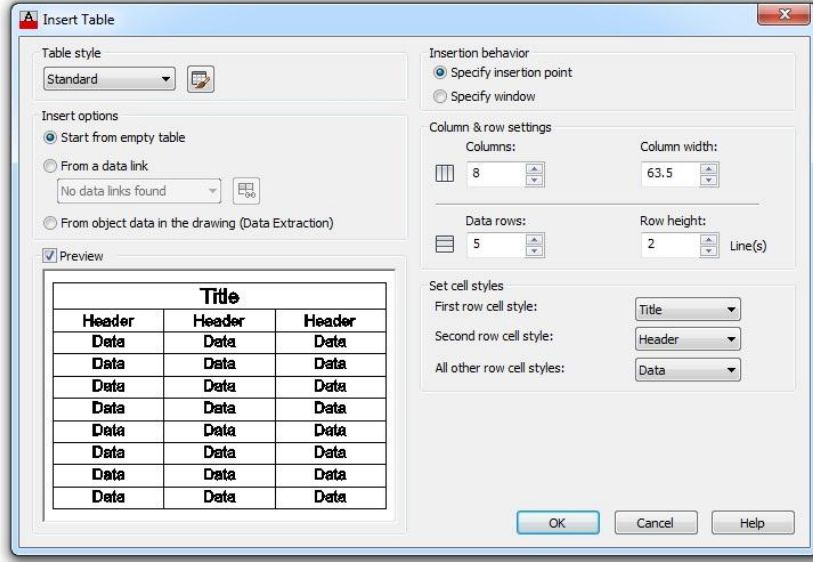 Insert Table
Table style
Standard
Insert options
Start from empty table
From a data link
No data links found
From object data in the drawing (Data Extraction)
Preview
Title
Header Header Header
Data Data Data
Data Data Data
Data Data Data
Data Data Data
Data Data Data
Data Data Data
Data Data Data
Data Data Data
Insertion behavior
Specify insertion point
Specify window
Column & row settings
Columns: Column width:
8 63.5
Data rows: Row height:
5 2 Line(s)
Set cell styles
First row cell style: Title
Second row cell style: Header
All other row cell styles: Data
OK Cancel Help